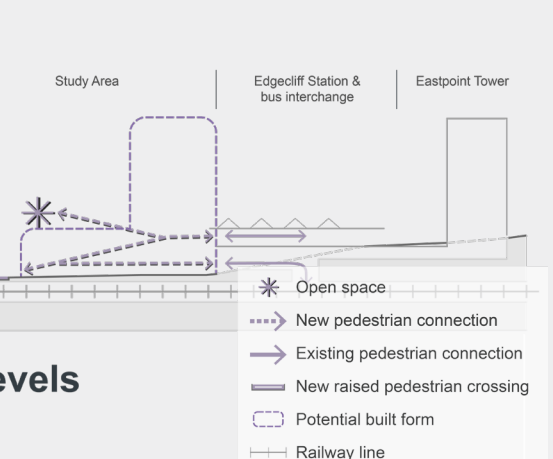 Study Area
Edgecliff Station &
bus interchange
Eastpoint Tower
evels
Open space
New pedestrian connection
Existing pedestrian connection
New raised pedestrian crossing
Potential built form
Railway line